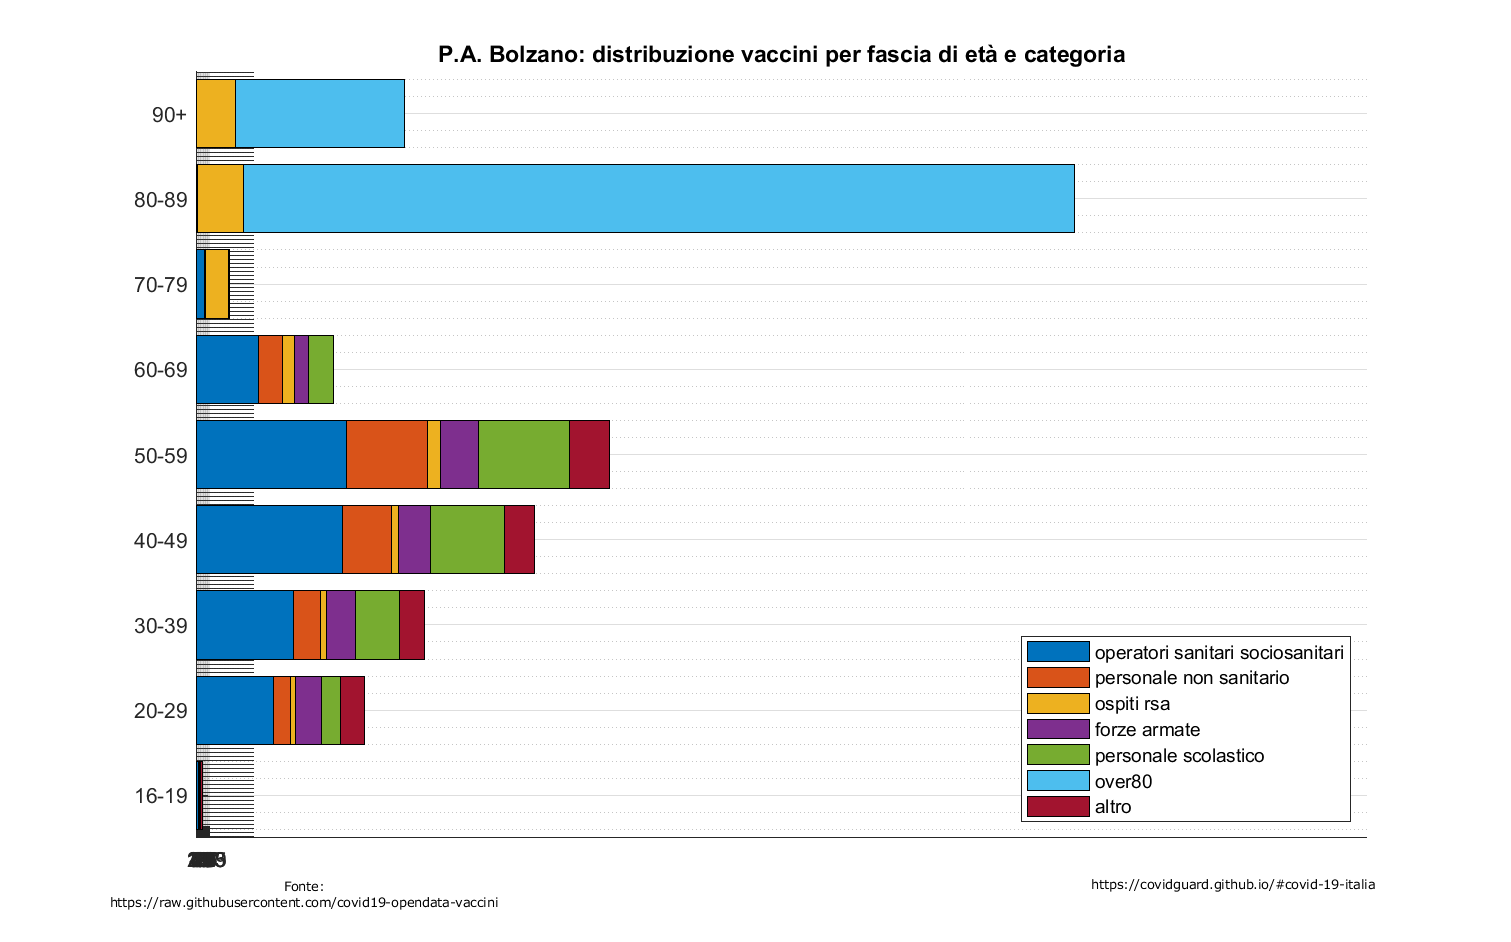 P.A. Bolzano: distribuzione vaccini per fascia di età e categoria
90+
80-89
70-79
60-69
50-59
40-49
30-39
20-29
16-19
operatori sanitari sociosanitari
personale non sanitario
ospiti rsa
forze armate
personale scolastico
over80
altro
Fonte:
https://raw.githubusercontent.com/covid19-opendata-vaccini
https://covidguard.github.io/#covid-19-italia